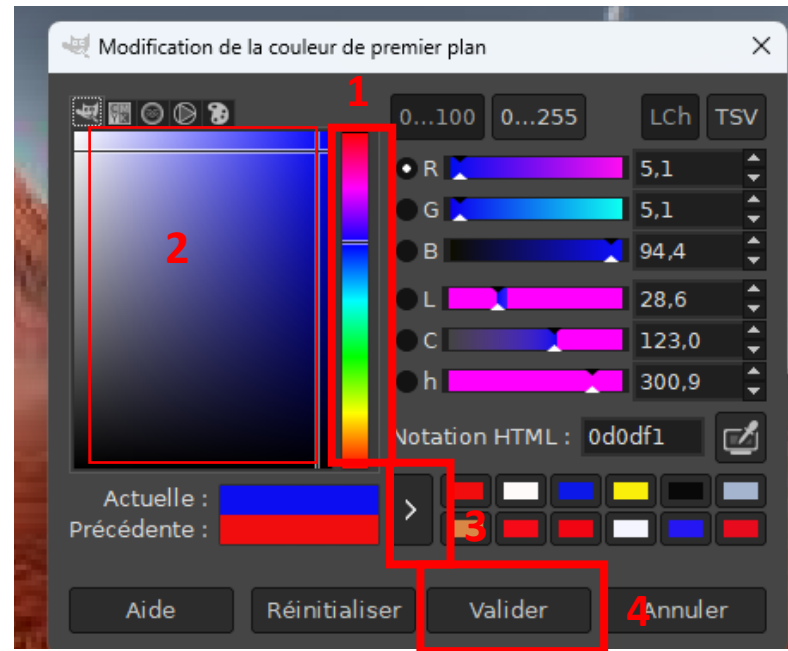 Modification de la couleur de premier plan
1
0...100 0...255 LCh TSV
R 5,1
G 5,1
2
B 94,4
L 28,6
C 123,0
h 300,9
Notation HTML : 0d0df1
Actuelle :
>
3
Précédente :
Aide Réinitialiser Valider 4 Annuler